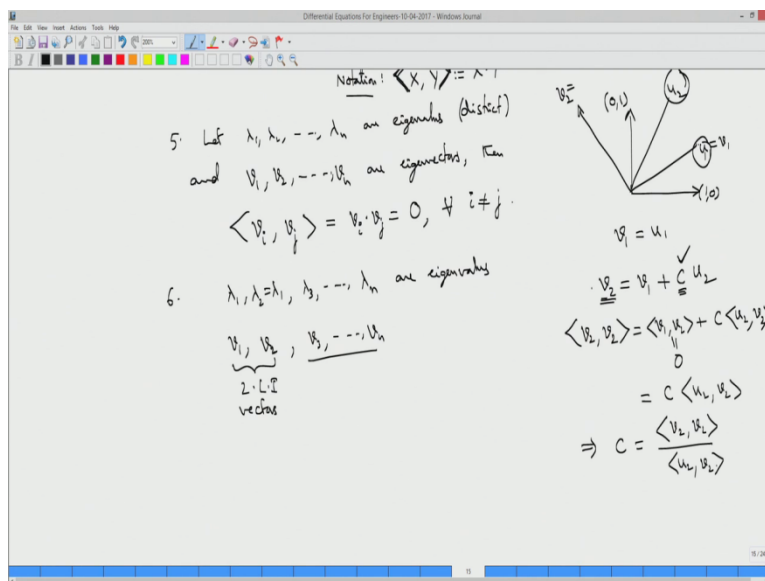 Differential Equations For Engineers-10-04-2017 - Windows Journal
File Edit View Insert Actions Tools Help
200%
B I
Notation: <X, Y> := X·Y
5. Let λ₁, λ₂, ---, λₙ are eigenvalues (distict)
and v₁, v₂, ----, vₙ are eigenvectors, then
<vᵢ, vⱼ> = vᵢ·vⱼ = 0, ∀ i≠j.
6. λ₁, λ₂=λ₁, λ₃, ---, λₙ are eigenvalues
v₁, v₂, v₃, ----, vₙ
2. L. I
vectors
v₂=
(0,1)
u₂
u₁=v₁
(1,0)
v₁ = u₁
v₂ = v₁ + C u₂
<v₂, v₂> = <v₁, v₂> + C <u₂, v₂>
||
0
= C <u₂, v₂>
⇒ C = <v₂, v₂> / <u₂, v₂>
15/24
15